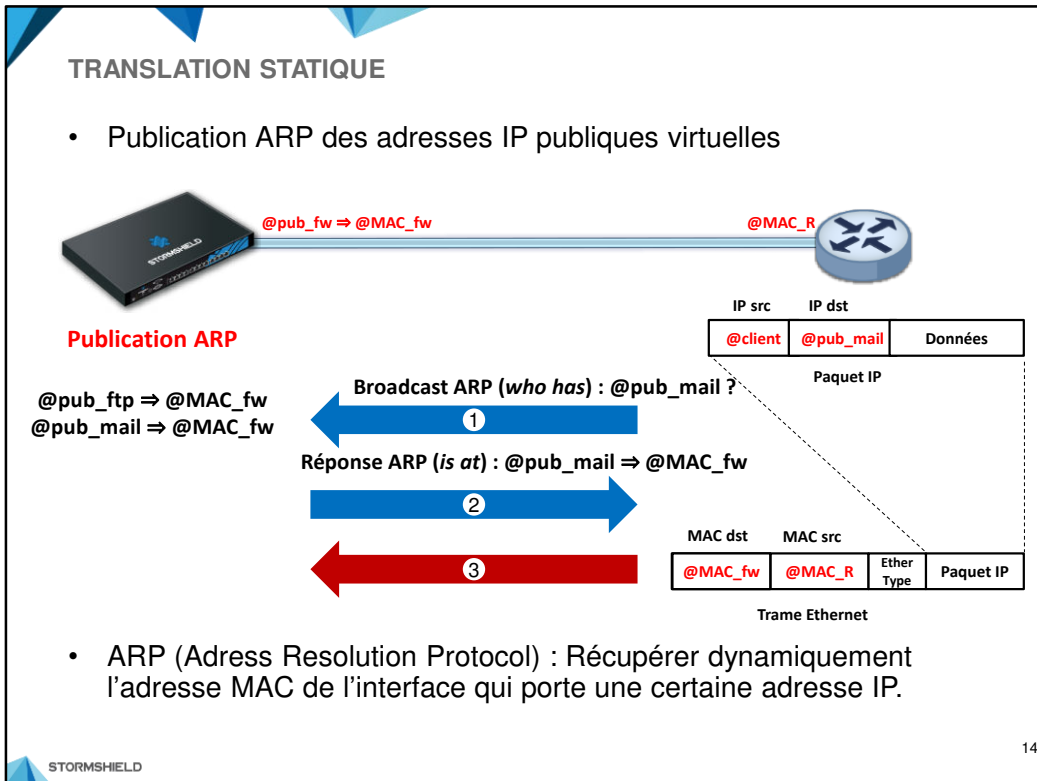 TRANSLATION STATIQUE
• Publication ARP des adresses IP publiques virtuelles
@pub_fw ⇒ @MAC_fw
@MAC_R
STORMSHIELD
Publication ARP
IP src
IP dst
@client
@pub_mail
Données
Paquet IP
@pub_ftp ⇒ @MAC_fw
@pub_mail ⇒ @MAC_fw
Broadcast ARP (who has) : @pub_mail ?
1
Réponse ARP (is at) : @pub_mail ⇒ @MAC_fw
2
3
MAC dst
MAC src
@MAC_fw
@MAC_R
Ether
Type
Paquet IP
Trame Ethernet
• ARP (Adress Resolution Protocol) : Récupérer dynamiquement
l’adresse MAC de l’interface qui porte une certaine adresse IP.
14
STORMSHIELD